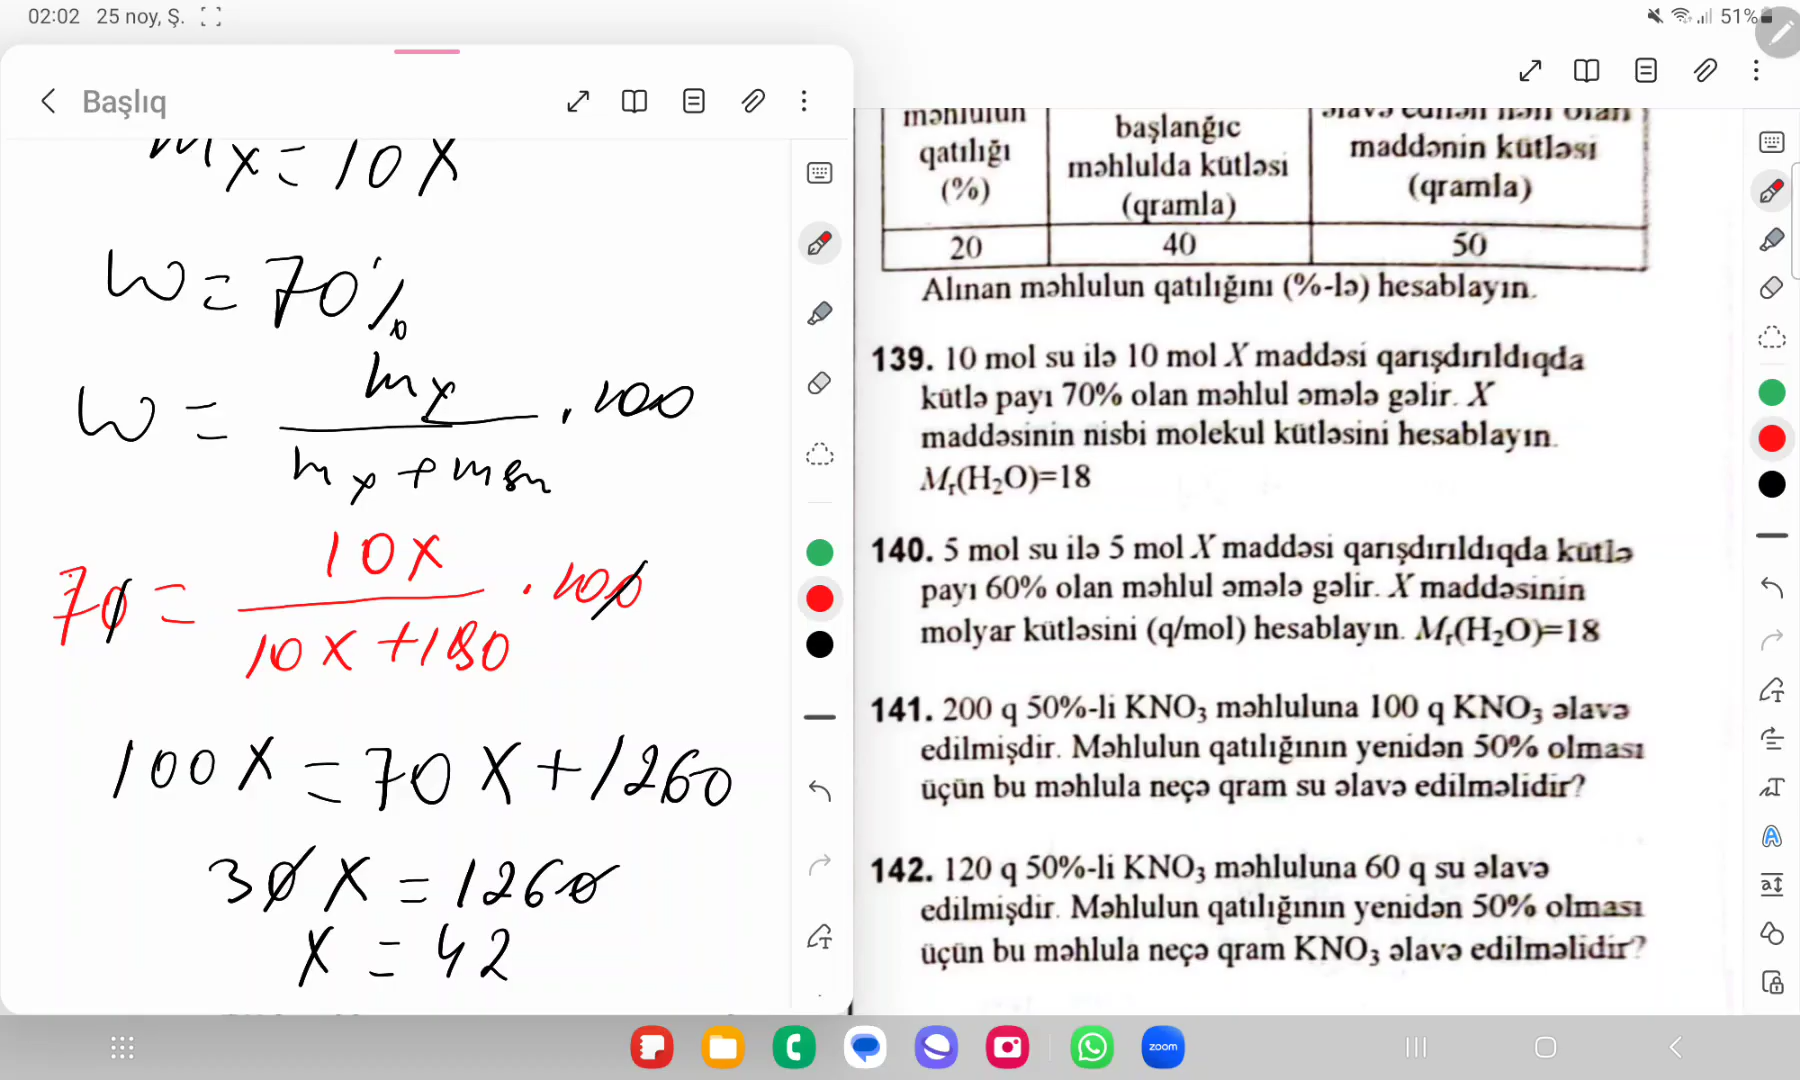 02:02 25 noy, Ş.
51%
Başlıq
mx = 10X
w = 70%
w = mx / mx + msu . 100
70 = 10X / 10X + 180 . 100
100X = 70X + 1260
30X = 1260
X = 42
məhlulun qatılığı (%)
başlanğıc məhlulda kütləsi (qramla)
əlavə edilən həll olan maddənin kütləsi (qramla)
20 40 50
Alınan məhlulun qatılığını (%-lə) hesablayın.
139. 10 mol su ilə 10 mol X maddəsi qarışdırıldıqda
kütlə payı 70% olan məhlul əmələ gəlir. X
maddəsinin nisbi molekul kütləsini hesablayın.
Mr(H₂O)=18
140. 5 mol su ilə 5 mol X maddəsi qarışdırıldıqda kütlə
payı 60% olan məhlul əmələ gəlir. X maddəsinin
molyar kütləsini (q/mol) hesablayın. Mr(H₂O)=18
141. 200 q 50%-li KNO₃ məhluluna 100 q KNO₃ əlavə
edilmişdir. Məhlulun qatılığının yenidən 50% olması
üçün bu məhlula neçə qram su əlavə edilməlidir?
142. 120 q 50%-li KNO₃ məhluluna 60 q su əlavə
edilmişdir. Məhlulun qatılığının yenidən 50% olması
üçün bu məhlula neçə qram KNO₃ əlavə edilməlidir?
zoom